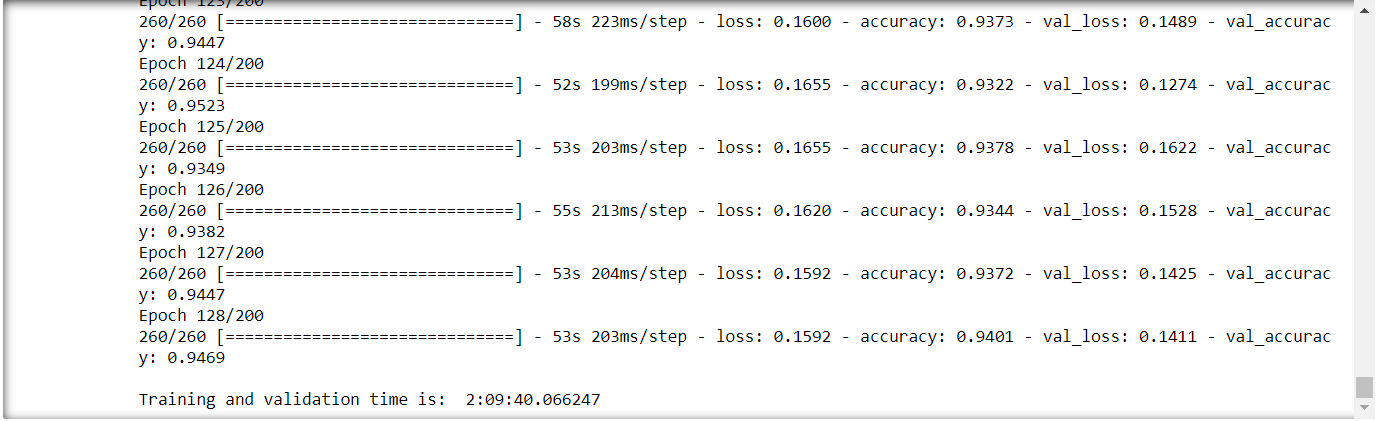 Epoch 123/200
260/260 [==============================] - 58s 223ms/step - loss: 0.1600 - accuracy: 0.9373 - val_loss: 0.1489 - val_accurac
y: 0.9447
Epoch 124/200
260/260 [==============================] - 52s 199ms/step - loss: 0.1655 - accuracy: 0.9322 - val_loss: 0.1274 - val_accurac
y: 0.9523
Epoch 125/200
260/260 [==============================] - 53s 203ms/step - loss: 0.1655 - accuracy: 0.9378 - val_loss: 0.1622 - val_accurac
y: 0.9349
Epoch 126/200
260/260 [==============================] - 55s 213ms/step - loss: 0.1620 - accuracy: 0.9344 - val_loss: 0.1528 - val_accurac
y: 0.9382
Epoch 127/200
260/260 [==============================] - 53s 204ms/step - loss: 0.1592 - accuracy: 0.9372 - val_loss: 0.1425 - val_accurac
y: 0.9447
Epoch 128/200
260/260 [==============================] - 53s 203ms/step - loss: 0.1592 - accuracy: 0.9401 - val_loss: 0.1411 - val_accurac
y: 0.9469
Training and validation time is:  2:09:40.066247